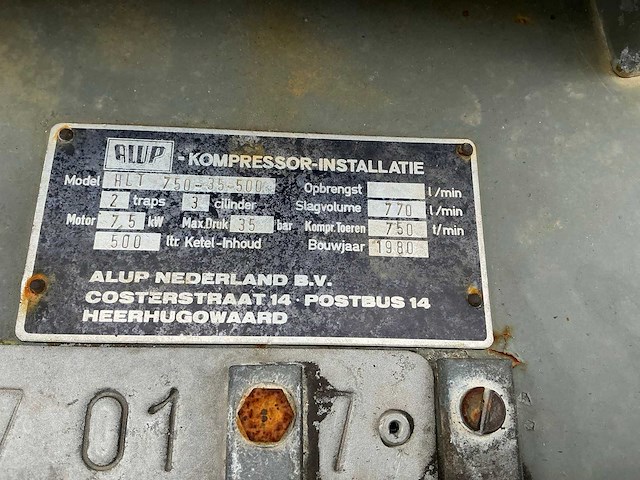 ALUP - KOMPRESSOR-INSTALLATIE
Model HLT 750-35-500 Opbrengst l/min
2 traps 3 cilinder Slagvolume 770 l/min
Motor 7,5 kW Max.Druk 35 bar Kompr.Toeren 750 t/min
500 ltr Ketel-Inhoud Bouwjaar 1980
ALUP NEDERLAND B.V.
COSTERSTRAAT 14 · POSTBUS 14
HEERHUGOWAARD
701 7